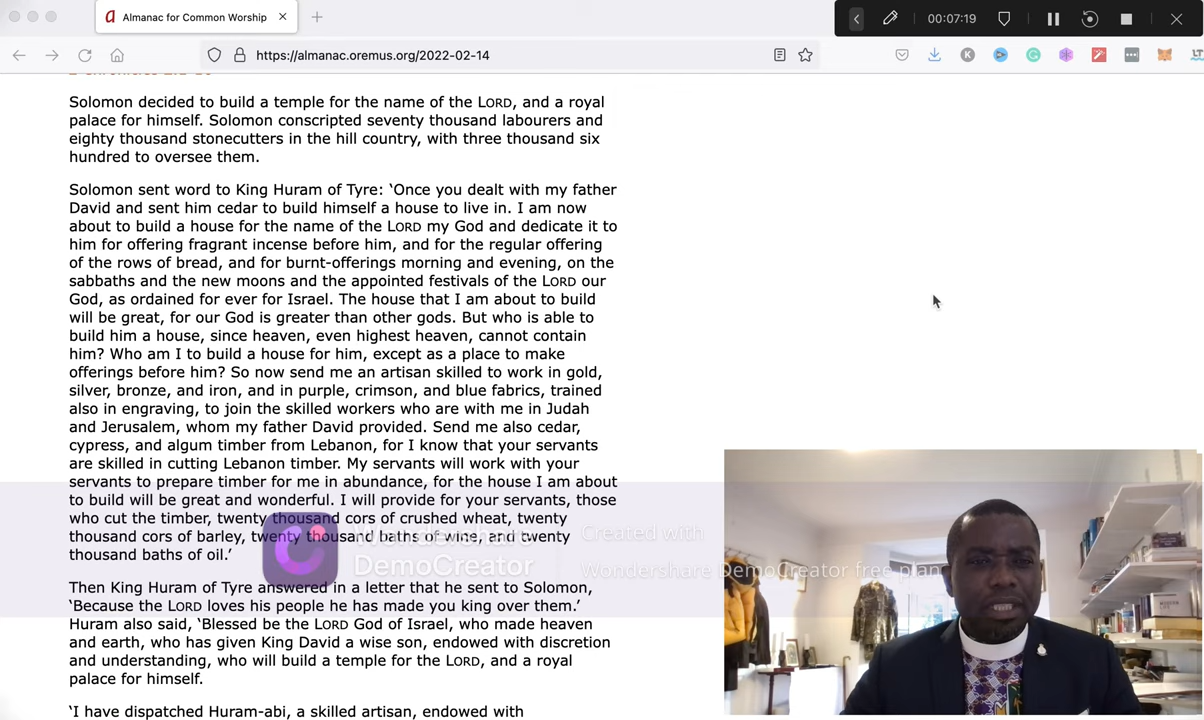 Almanac for Common Worship
00:07:19
https://almanac.oremus.org/2022-02-14
Solomon decided to build a temple for the name of the LORD, and a royal
palace for himself. Solomon conscripted seventy thousand labourers and
eighty thousand stonecutters in the hill country, with three thousand six
hundred to oversee them.
Solomon sent word to King Huram of Tyre: ‘Once you dealt with my father
David and sent him cedar to build himself a house to live in. I am now
about to build a house for the name of the LORD my God and dedicate it to
him for offering fragrant incense before him, and for the regular offering
of the rows of bread, and for burnt-offerings morning and evening, on the
sabbaths and the new moons and the appointed festivals of the LORD our
God, as ordained for ever for Israel. The house that I am about to build
will be great, for our God is greater than other gods. But who is able to
build him a house, since heaven, even highest heaven, cannot contain
him? Who am I to build a house for him, except as a place to make
offerings before him? So now send me an artisan skilled to work in gold,
silver, bronze, and iron, and in purple, crimson, and blue fabrics, trained
also in engraving, to join the skilled workers who are with me in Judah
and Jerusalem, whom my father David provided. Send me also cedar,
cypress, and algum timber from Lebanon, for I know that your servants
are skilled in cutting Lebanon timber. My servants will work with your
servants to prepare timber for me in abundance, for the house I am about
to build will be great and wonderful. I will provide for your servants, those
who cut the timber, twenty thousand cors of crushed wheat, twenty
thousand cors of barley, twenty thousand baths of wine, and twenty
thousand baths of oil.’
Wondershare
DemoCreator
Created with
Wondershare DemoCreator free plan
Then King Huram of Tyre answered in a letter that he sent to Solomon,
‘Because the LORD loves his people he has made you king over them.’
Huram also said, ‘Blessed be the LORD God of Israel, who made heaven
and earth, who has given King David a wise son, endowed with discretion
and understanding, who will build a temple for the LORD, and a royal
palace for himself.
‘I have dispatched Huram-abi, a skilled artisan, endowed with